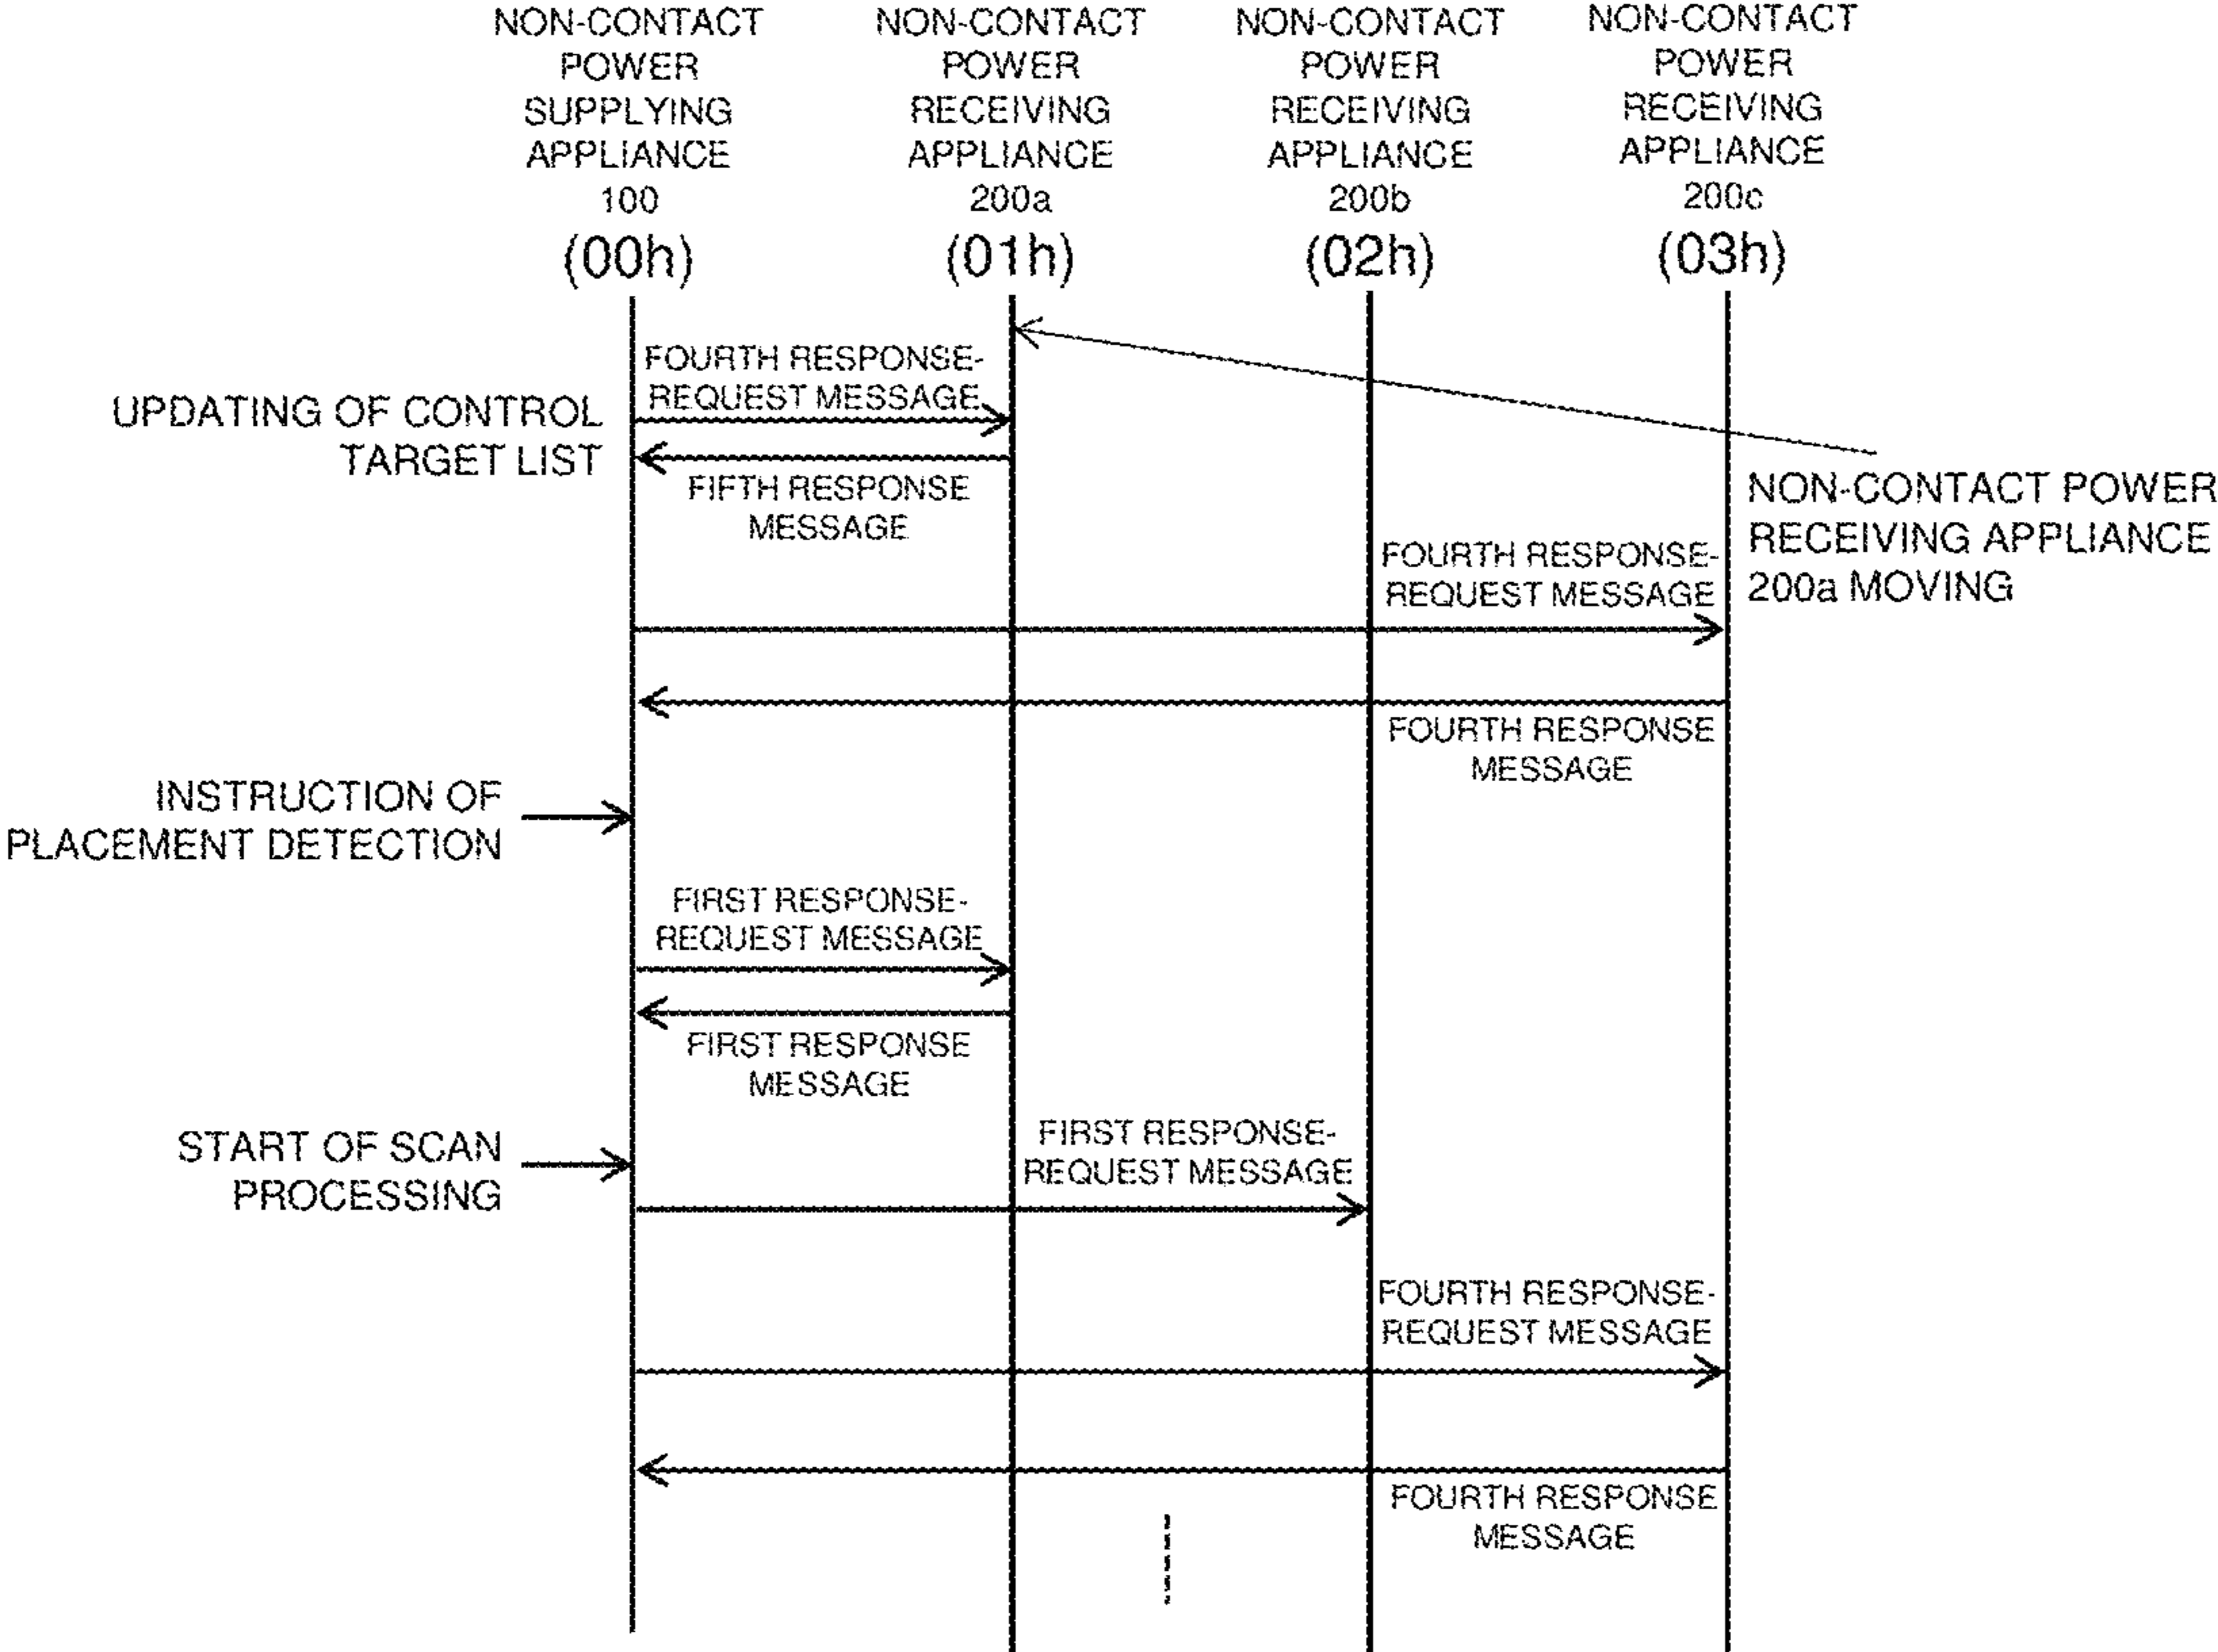 NON-CONTACT
POWER
SUPPLYING
APPLIANCE
100
(00h)
NON-CONTACT
POWER
RECEIVING
APPLIANCE
200a
(01h)
NON-CONTACT
POWER
RECEIVING
APPLIANCE
200b
(02h)
NON-CONTACT
POWER
RECEIVING
APPLIANCE
200c
(03h)
FOURTH RESPONSE-
REQUEST MESSAGE
UPDATING OF CONTROL
TARGET LIST
FIFTH RESPONSE
MESSAGE
NON-CONTACT POWER
RECEIVING APPLIANCE
200a MOVING
FOURTH RESPONSE-
REQUEST MESSAGE
FOURTH RESPONSE
MESSAGE
INSTRUCTION OF
PLACEMENT DETECTION
FIRST RESPONSE-
REQUEST MESSAGE
FIRST RESPONSE
MESSAGE
START OF SCAN
PROCESSING
FIRST RESPONSE-
REQUEST MESSAGE
FOURTH RESPONSE-
REQUEST MESSAGE
FOURTH RESPONSE
MESSAGE